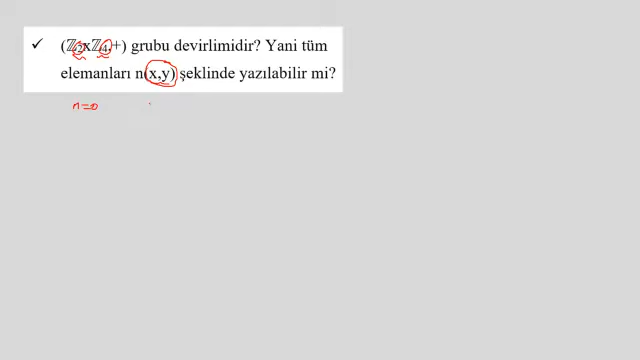 ✓ (ℤ₂xℤ₄,+) grubu devirlimidir? Yani tüm
elemanları n(x,y) şeklinde yazılabilir mi?
n=0